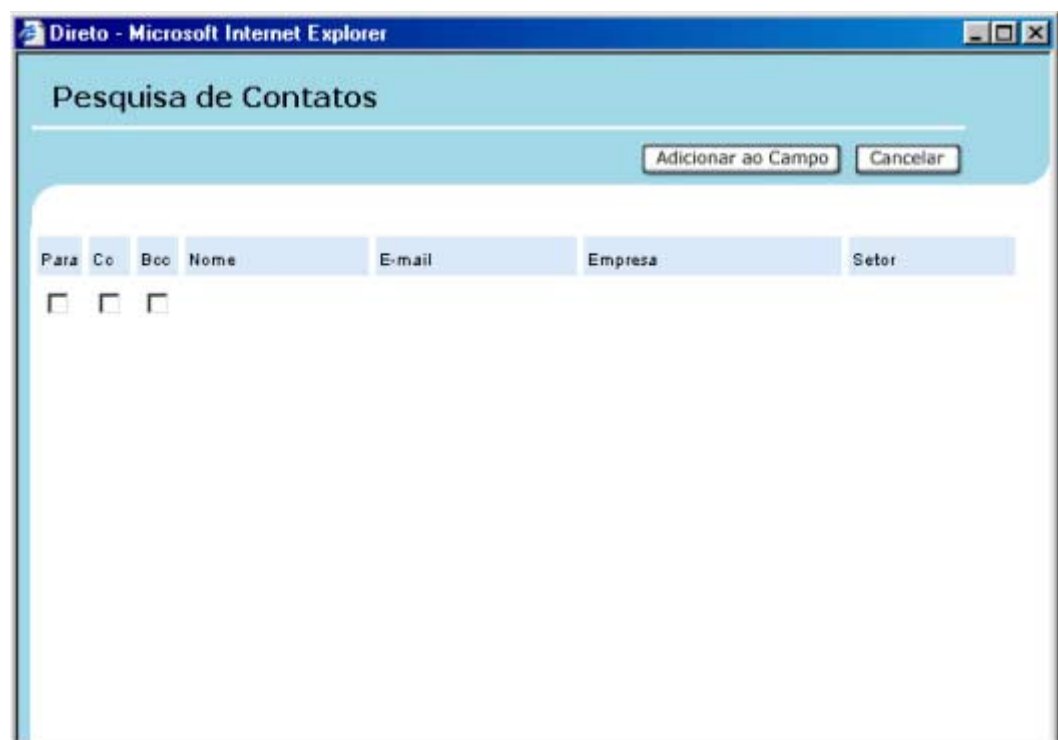 Direto - Microsoft Internet Explorer
Pesquisa de Contatos
Adicionar ao Campo Cancelar
Para Cc Bcc Nome E-mail Empresa Setor